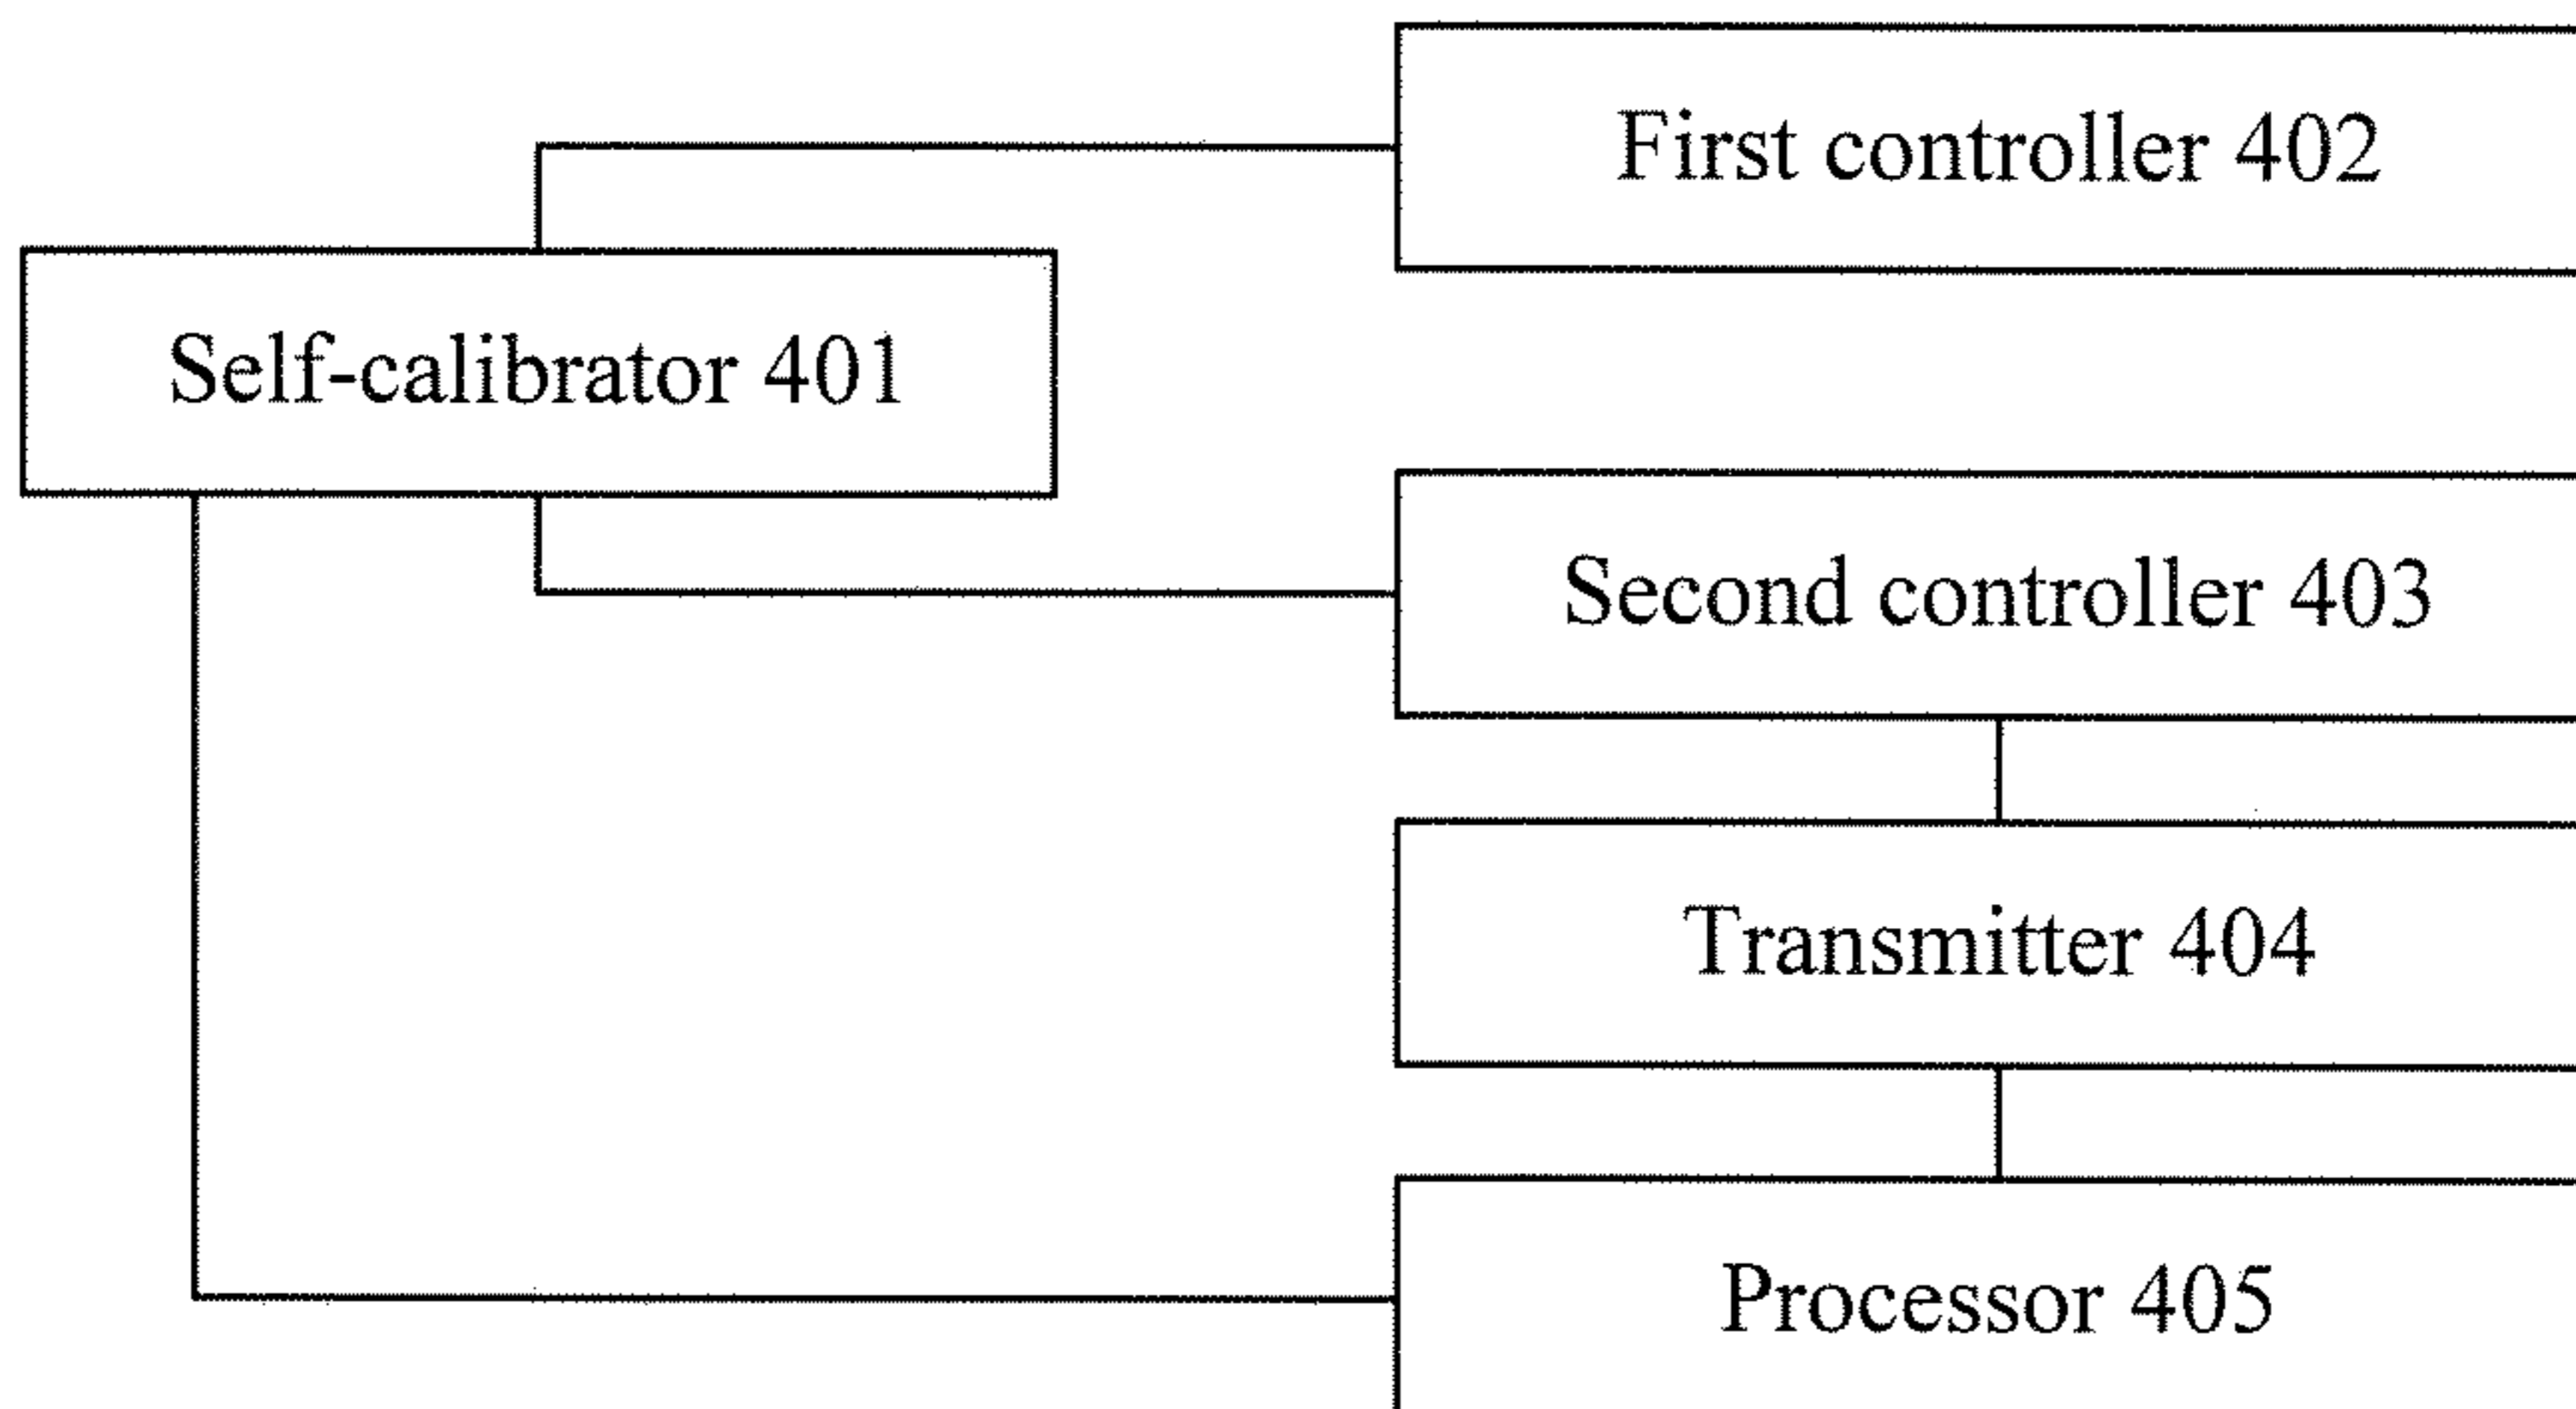 First controller 402
Self-calibrator 401
Second controller 403
Transmitter 404
Processor 405